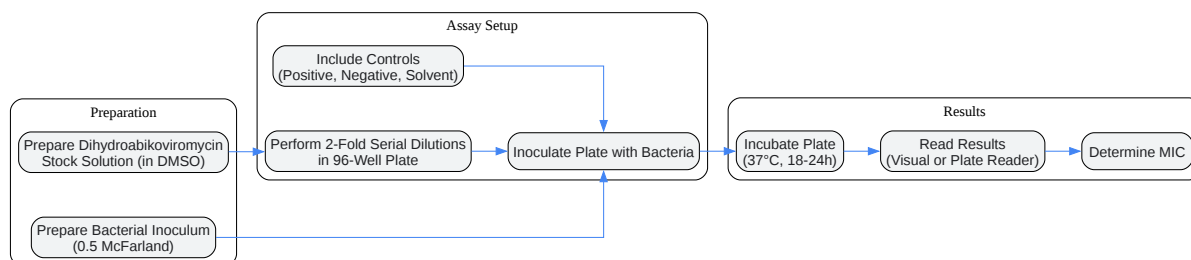 Preparation
Prepare Dihydroabikoviromycin
Stock Solution (in DMSO)
Prepare Bacterial Inoculum
(0.5 McFarland)
Assay Setup
Include Controls
(Positive, Negative, Solvent)
Perform 2-Fold Serial Dilutions
in 96-Well Plate
Inoculate Plate with Bacteria
Results
Incubate Plate
(37°C, 18-24h)
Read Results
(Visual or Plate Reader)
Determine MIC